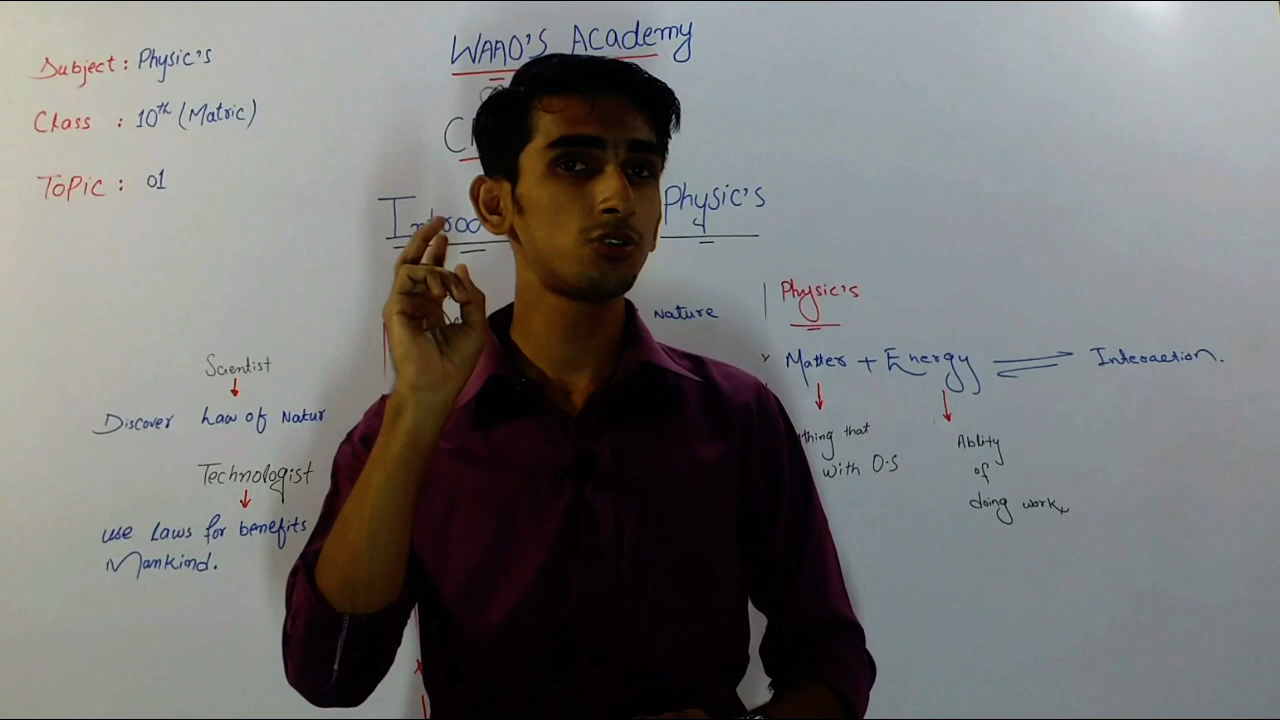 WAAO'S Academy
Subject : Physic's
Class : 10th (Matric)
Topic : 01
Physic's
Nature
Physic's
Matter + Energy ⇌ Interaction.
that
with O.S
Ablity
of
doing work
Scientist
↓
Discover Law of Natur
Technologist
↓
use Laws for benefits
Mankind.